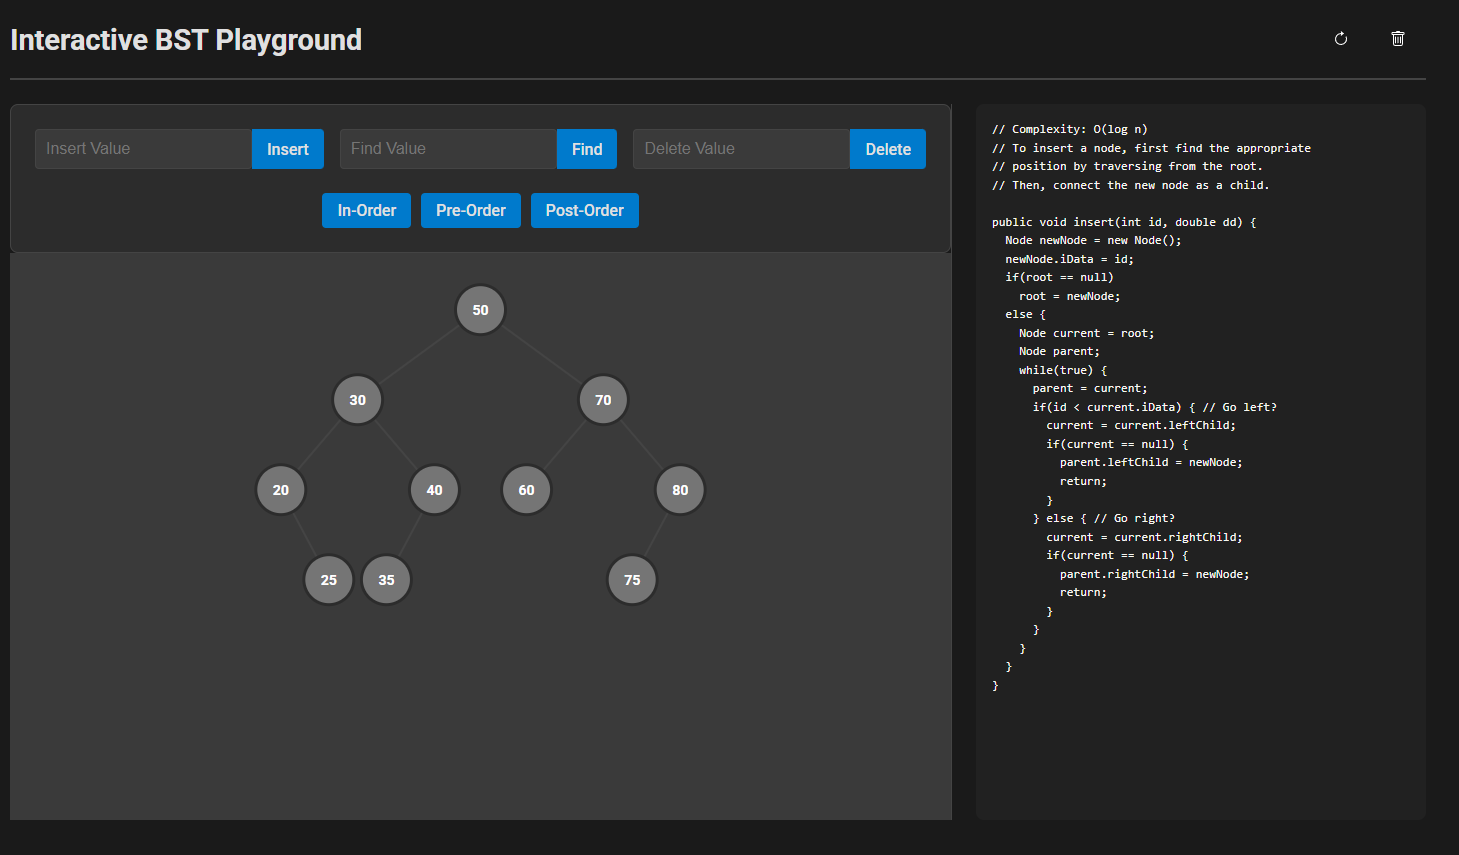 Interactive BST Playground
Insert Value Insert Find Value Find Delete Value Delete
In-Order Pre-Order Post-Order
50
30 70
20 40 60 80
25 35 75
// Complexity: O(log n)
// To insert a node, first find the appropriate
// position by traversing from the root.
// Then, connect the new node as a child.
public void insert(int id, double dd) {
  Node newNode = new Node();
  newNode.iData = id;
  if(root == null)
    root = newNode;
  else {
    Node current = root;
    Node parent;
    while(true) {
      parent = current;
      if(id < current.iData) { // Go left?
        current = current.leftChild;
        if(current == null) {
          parent.leftChild = newNode;
          return;
        }
      } else { // Go right?
        current = current.rightChild;
        if(current == null) {
          parent.rightChild = newNode;
          return;
        }
      }
    }
  }
}